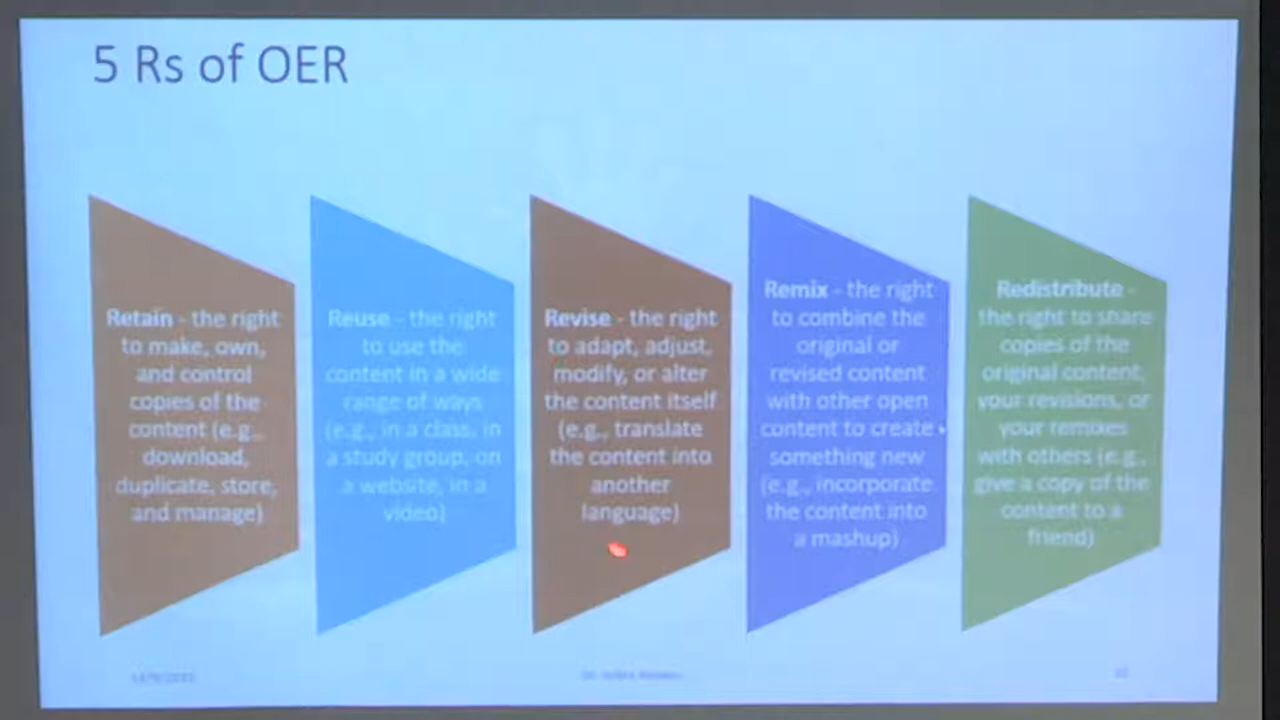 5 Rs of OER
Retain - the right
to make, own,
and control
copies of the
content (e.g.,
download,
duplicate, store,
and manage)
Reuse - the right
to use the
content in a wide
range of ways
(e.g., in a class, in
a study group, on
a website, in a
video)
Revise - the right
to adapt, adjust,
modify, or alter
the content itself
(e.g., translate
the content into
another
language)
Remix - the right
to combine the
original or
revised content
with other open
content to create
something new
(e.g., incorporate
the content into
a mashup)
Redistribute -
the right to share
copies of the
original content,
your revisions, or
your remixes
with others (e.g.,
give a copy of the
content to a
friend)